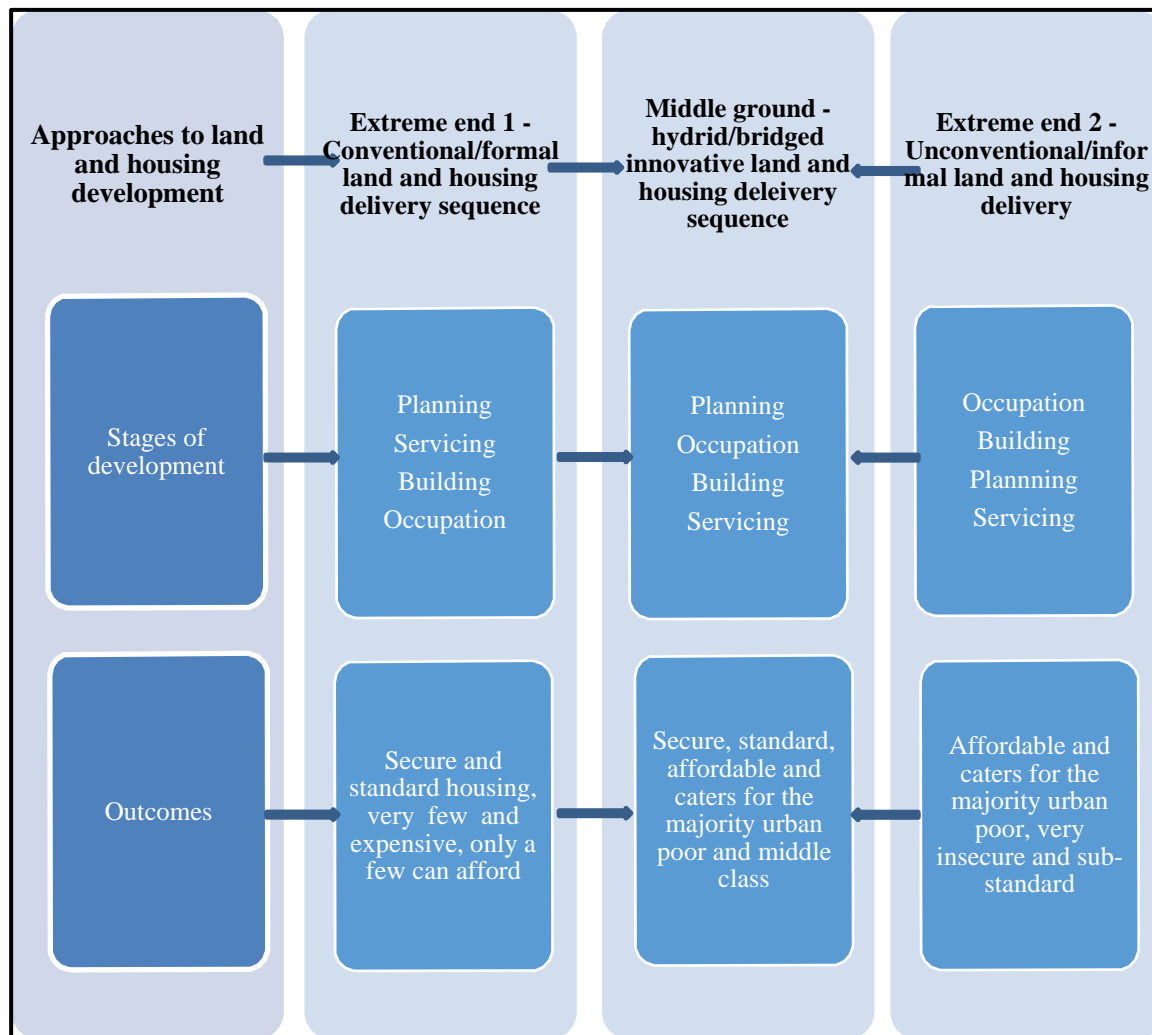 Approaches to land
and housing
development
Extreme end 1 -
Conventional/formal
land and housing
delivery sequence
Middle ground -
hydrid/bridged
innovative land and
housing deleivery
sequence
Extreme end 2 -
Unconventional/infor
mal land and housing
delivery
Stages of
development
Planning
Servicing
Building
Occupation
Planning
Occupation
Building
Servicing
Occupation
Building
Plannning
Servicing
Outcomes
Secure and
standard housing,
very few and
expensive, only a
few can afford
Secure, standard,
affordable and
caters for the
majority urban
poor and middle
class
Affordable and
caters for the
majority urban
poor, very
insecure and sub-
standard